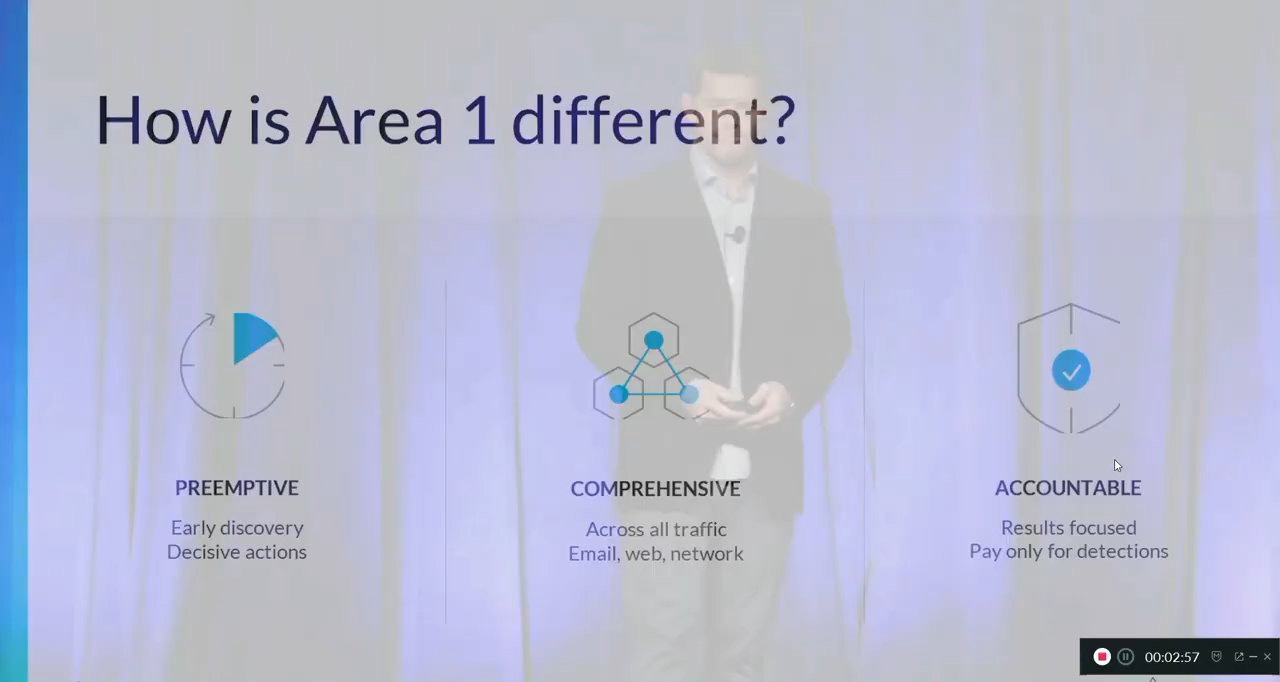 How is Area 1 different?
PREEMPTIVE
Early discovery
Decisive actions
COMPREHENSIVE
Across all traffic
Email, web, network
ACCOUNTABLE
Results focused
Pay only for detections
00:02:57